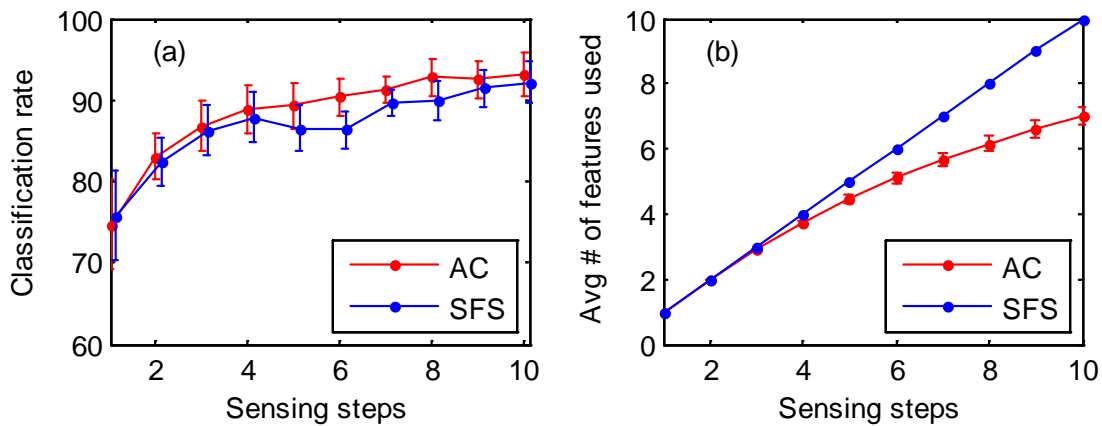 (a)
Classification rate
100
90
80
70
60
AC
SFS
2 4 6 8 10
Sensing steps
(b)
Avg # of features used
10
8
6
4
2
0
AC
SFS
2 4 6 8 10
Sensing steps